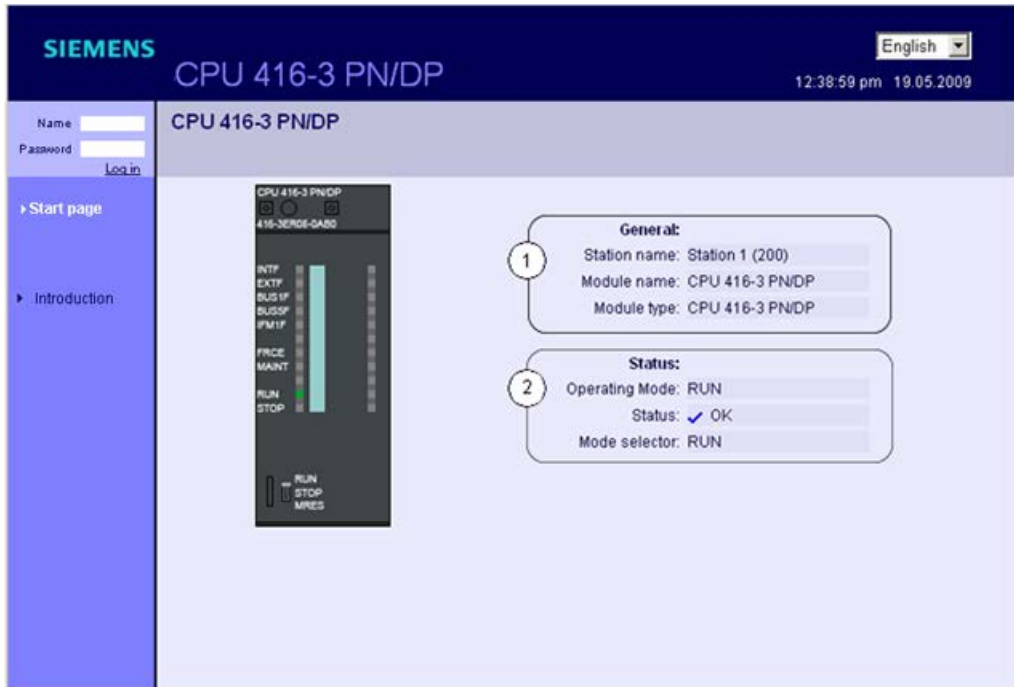 SIEMENS
CPU 416-3 PN/DP
English
12:38:59 pm 19.05.2009
Name
Password
Log in
CPU 416-3 PN/DP
Start page
Introduction
CPU 416-3 PN/DP
416-3ER05-0AB0
INTF
EXTF
BUS1F
BUS5F
IFM1F
FRCE
MAINT
RUN
STOP
RUN
STOP
MRES
1
General:
Station name: Station 1 (200)
Module name: CPU 416-3 PN/DP
Module type: CPU 416-3 PN/DP
2
Status:
Operating Mode: RUN
Status: ✓ OK
Mode selector: RUN